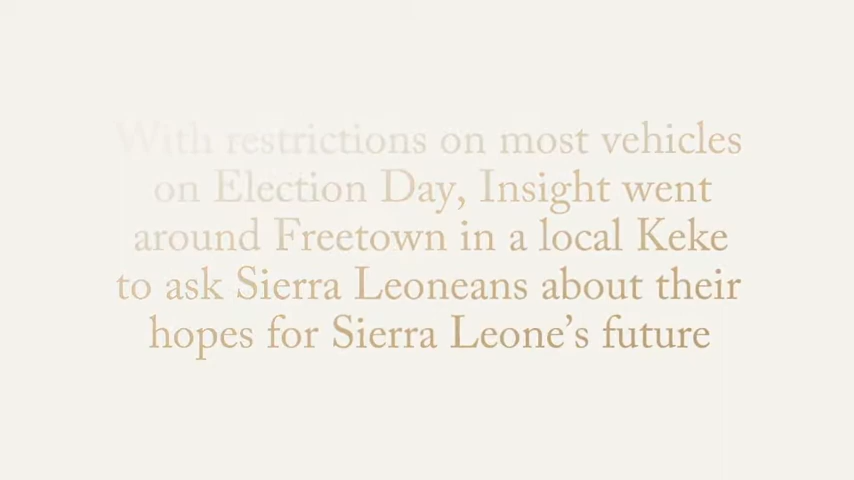 With restrictions on most vehicles
on Election Day, Insight went
around Freetown in a local Keke
to ask Sierra Leoneans about their
hopes for Sierra Leone’s future